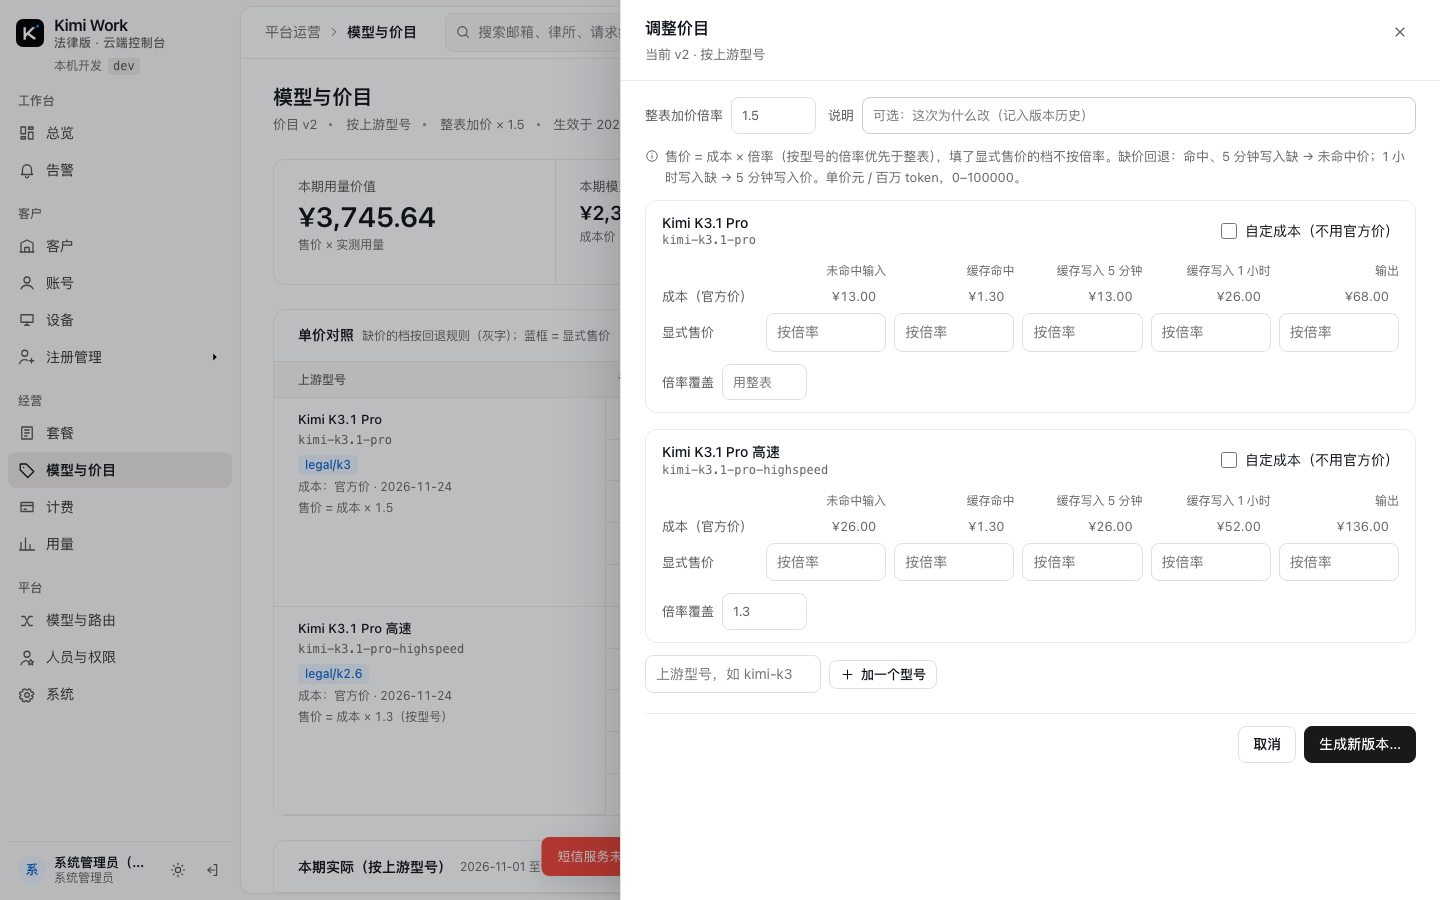 Kimi Work
法律版 · 云端控制台
本机开发 dev
工作台
总览
告警
客户
客户
账号
设备
注册管理
经营
套餐
模型与价目
计费
用量
平台
模型与路由
人员与权限
系统
系
系统管理员（...
系统管理员
平台运营 > 模型与价目
搜索邮箱、律所、请求
模型与价目
价目 v2 • 按上游型号 • 整表加价 × 1.5 • 生效于 202
本期用量价值
¥3,745.64
售价 × 实测用量
本期模
¥2,3
成本价
单价对照 缺价的档按回退规则（灰字）；蓝框 = 显式售价
上游型号
Kimi K3.1 Pro
kimi-k3.1-pro
legal/k3
成本：官方价 · 2026-11-24
售价 = 成本 × 1.5
Kimi K3.1 Pro 高速
kimi-k3.1-pro-highspeed
legal/k2.6
成本：官方价 · 2026-11-24
售价 = 成本 × 1.3（按型号）
本期实际（按上游型号） 2026-11-01 至
短信服务未
调整价目
当前 v2 · 按上游型号
整表加价倍率 1.5 说明 可选：这次为什么改（记入版本历史）
售价 = 成本 × 倍率（按型号的倍率优先于整表），填了显式售价的档不按倍率。缺价回退：命中、5 分钟写入缺 → 未命中价；1 小
时写入缺 → 5 分钟写入价。单价元 / 百万 token，0–100000。
Kimi K3.1 Pro
kimi-k3.1-pro
自定成本（不用官方价）
未命中输入 缓存命中 缓存写入 5 分钟 缓存写入 1 小时 输出
成本（官方价） ¥13.00 ¥1.30 ¥13.00 ¥26.00 ¥68.00
显式售价 按倍率 按倍率 按倍率 按倍率 按倍率
倍率覆盖 用整表
Kimi K3.1 Pro 高速
kimi-k3.1-pro-highspeed
自定成本（不用官方价）
未命中输入 缓存命中 缓存写入 5 分钟 缓存写入 1 小时 输出
成本（官方价） ¥26.00 ¥1.30 ¥26.00 ¥52.00 ¥136.00
显式售价 按倍率 按倍率 按倍率 按倍率 按倍率
倍率覆盖 1.3
上游型号，如 kimi-k3 + 加一个型号
取消 生成新版本...